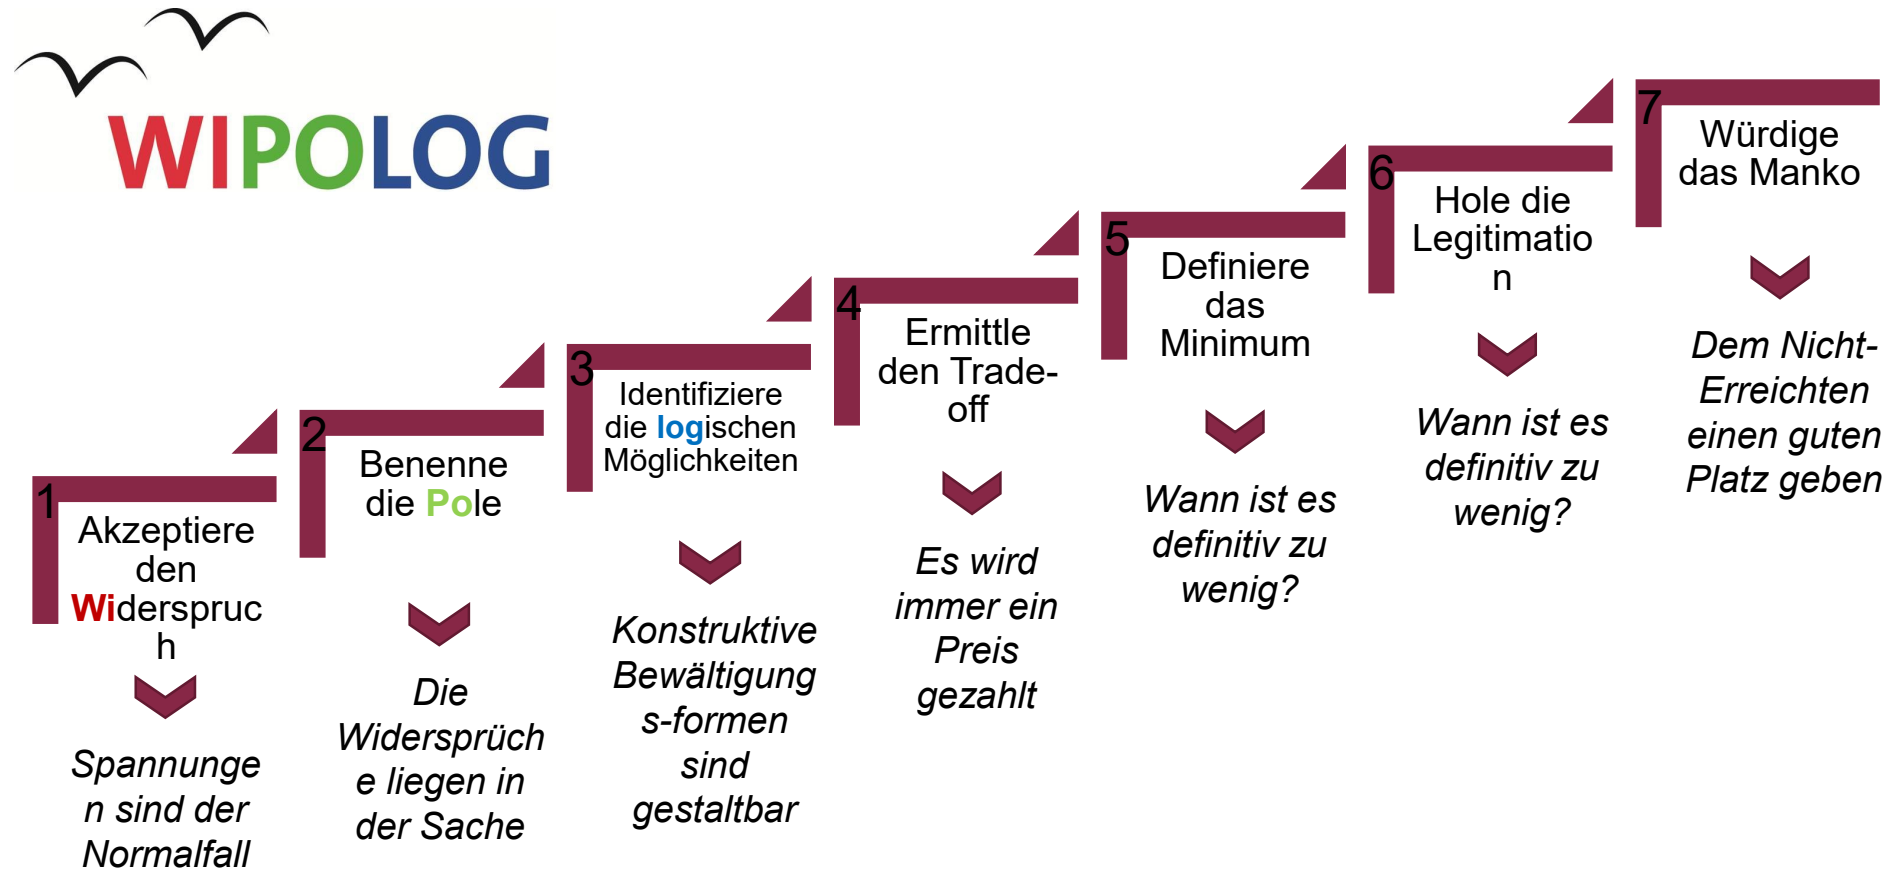 WIPOLOG
1
Akzeptiere
den
Widerspruc
h
Spannunge
n sind der
Normalfall
2
Benenne
die Pole
Die
Widersprüch
e liegen in
der Sache
3
Identifiziere
die logischen
Möglichkeiten
Konstruktive
Bewältigung
s-formen
sind
gestaltbar
4
Ermittle
den Trade-
off
Es wird
immer ein
Preis
gezahlt
5
Definiere
das
Minimum
Wann ist es
definitiv zu
wenig?
6
Hole die
Legitimatio
n
Wann ist es
definitiv zu
wenig?
7
Würdige
das Manko
Dem Nicht-
Erreichten
einen guten
Platz geben